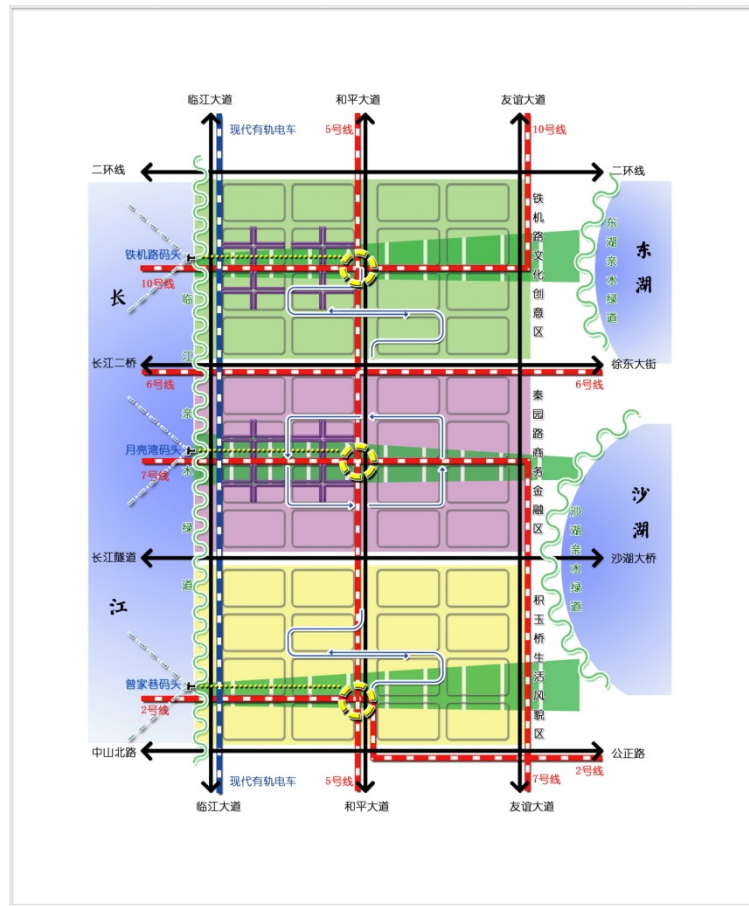 临江大道
和平大道
友谊大道
现代有轨电车
5号线
10号线
二环线
二环线
铁机路文化创意区
东湖亲水绿道
东湖
铁机路码头
10号线
长江
临江亲水绿道
长江二桥
徐东大街
6号线
6号线
秦园路商务金融区
月亮湾码头
7号线
沙湖
沙湖亲水绿道
长江隧道
沙湖大桥
积玉桥生活风貌区
曾家巷码头
2号线
中山北路
公正路
2号线
现代有轨电车
5号线
7号线
临江大道
和平大道
友谊大道